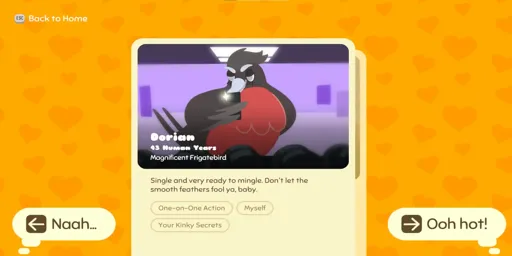 Back to Home
Dorian
43 Human Years
Magnificent Frigatebird
Single and very ready to mingle. Don't let the
smooth feathers fool ya, baby.
One-on-One Action
Myself
Your Kinky Secrets
Naah...
Ooh hot!